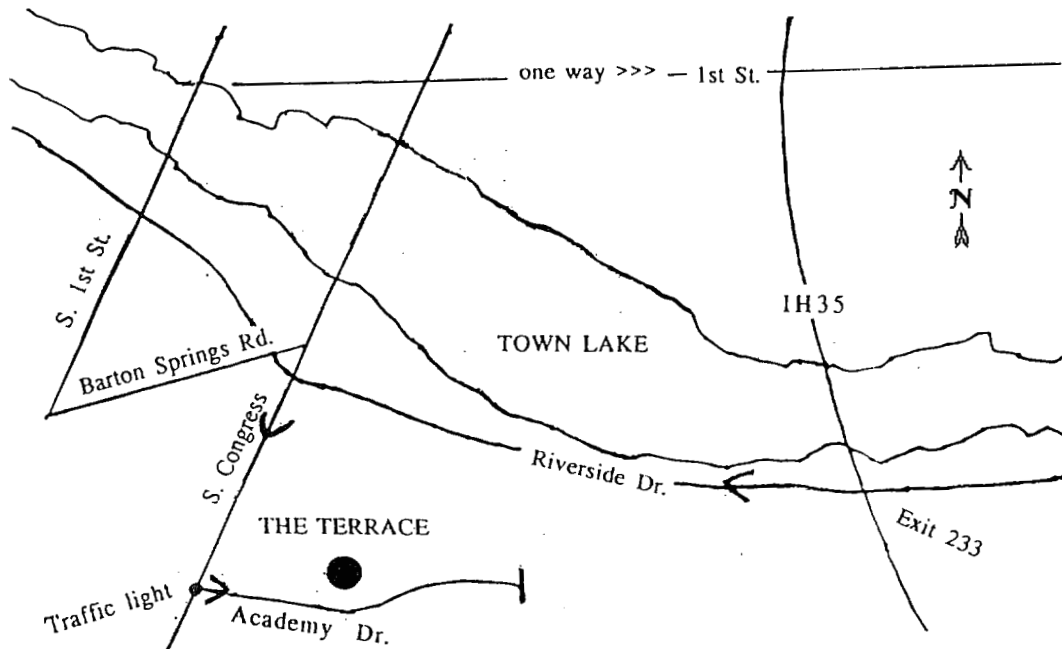 one way >>> — 1st St.
N
S. 1st St.
IH35
Barton Springs Rd.
TOWN LAKE
S. Congress
Riverside Dr.
Exit 233
THE TERRACE
Traffic light
Academy Dr.